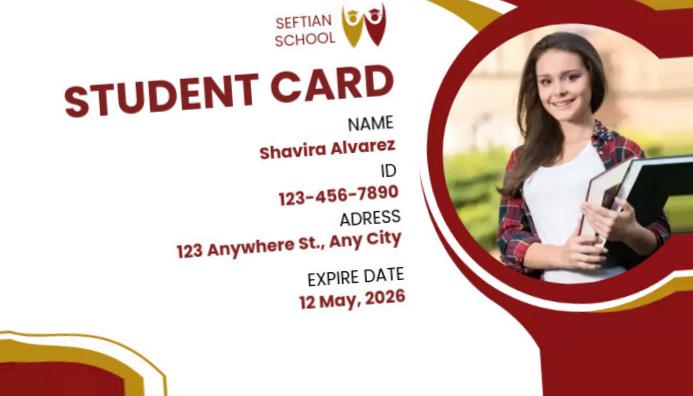 SEFTIAN
SCHOOL
STUDENT CARD
NAME
Shavira Alvarez
ID
123-456-7890
ADRESS
123 Anywhere St., Any City
EXPIRE DATE
12 May, 2026